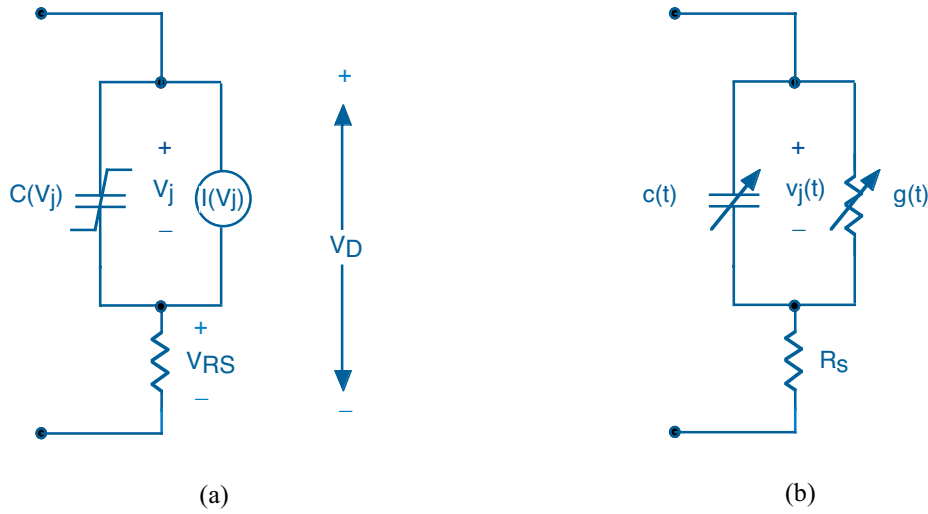 +
C(Vj)
+
Vj
−
I(Vj)
VD
+
VRS
−
−
(a)
c(t)
+
vj(t)
−
g(t)
Rs
(b)